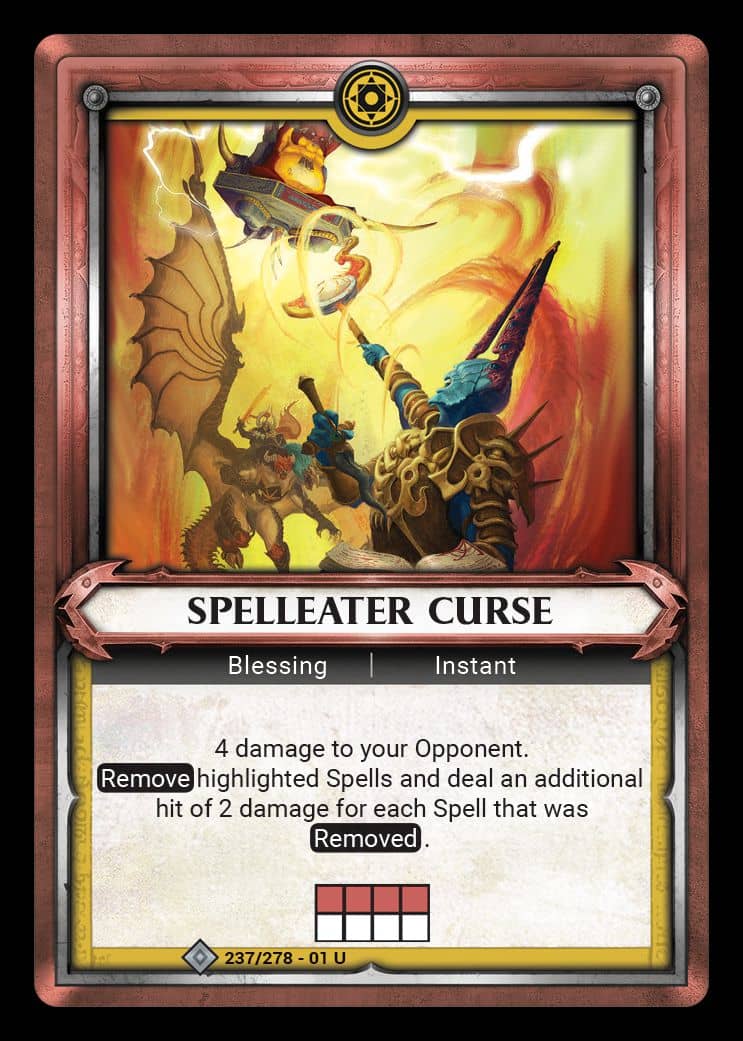 SPELLEATER CURSE
Blessing | Instant
4 damage to your Opponent.
Remove highlighted Spells and deal an additional
hit of 2 damage for each Spell that was
Removed.
237/278 - 01 U